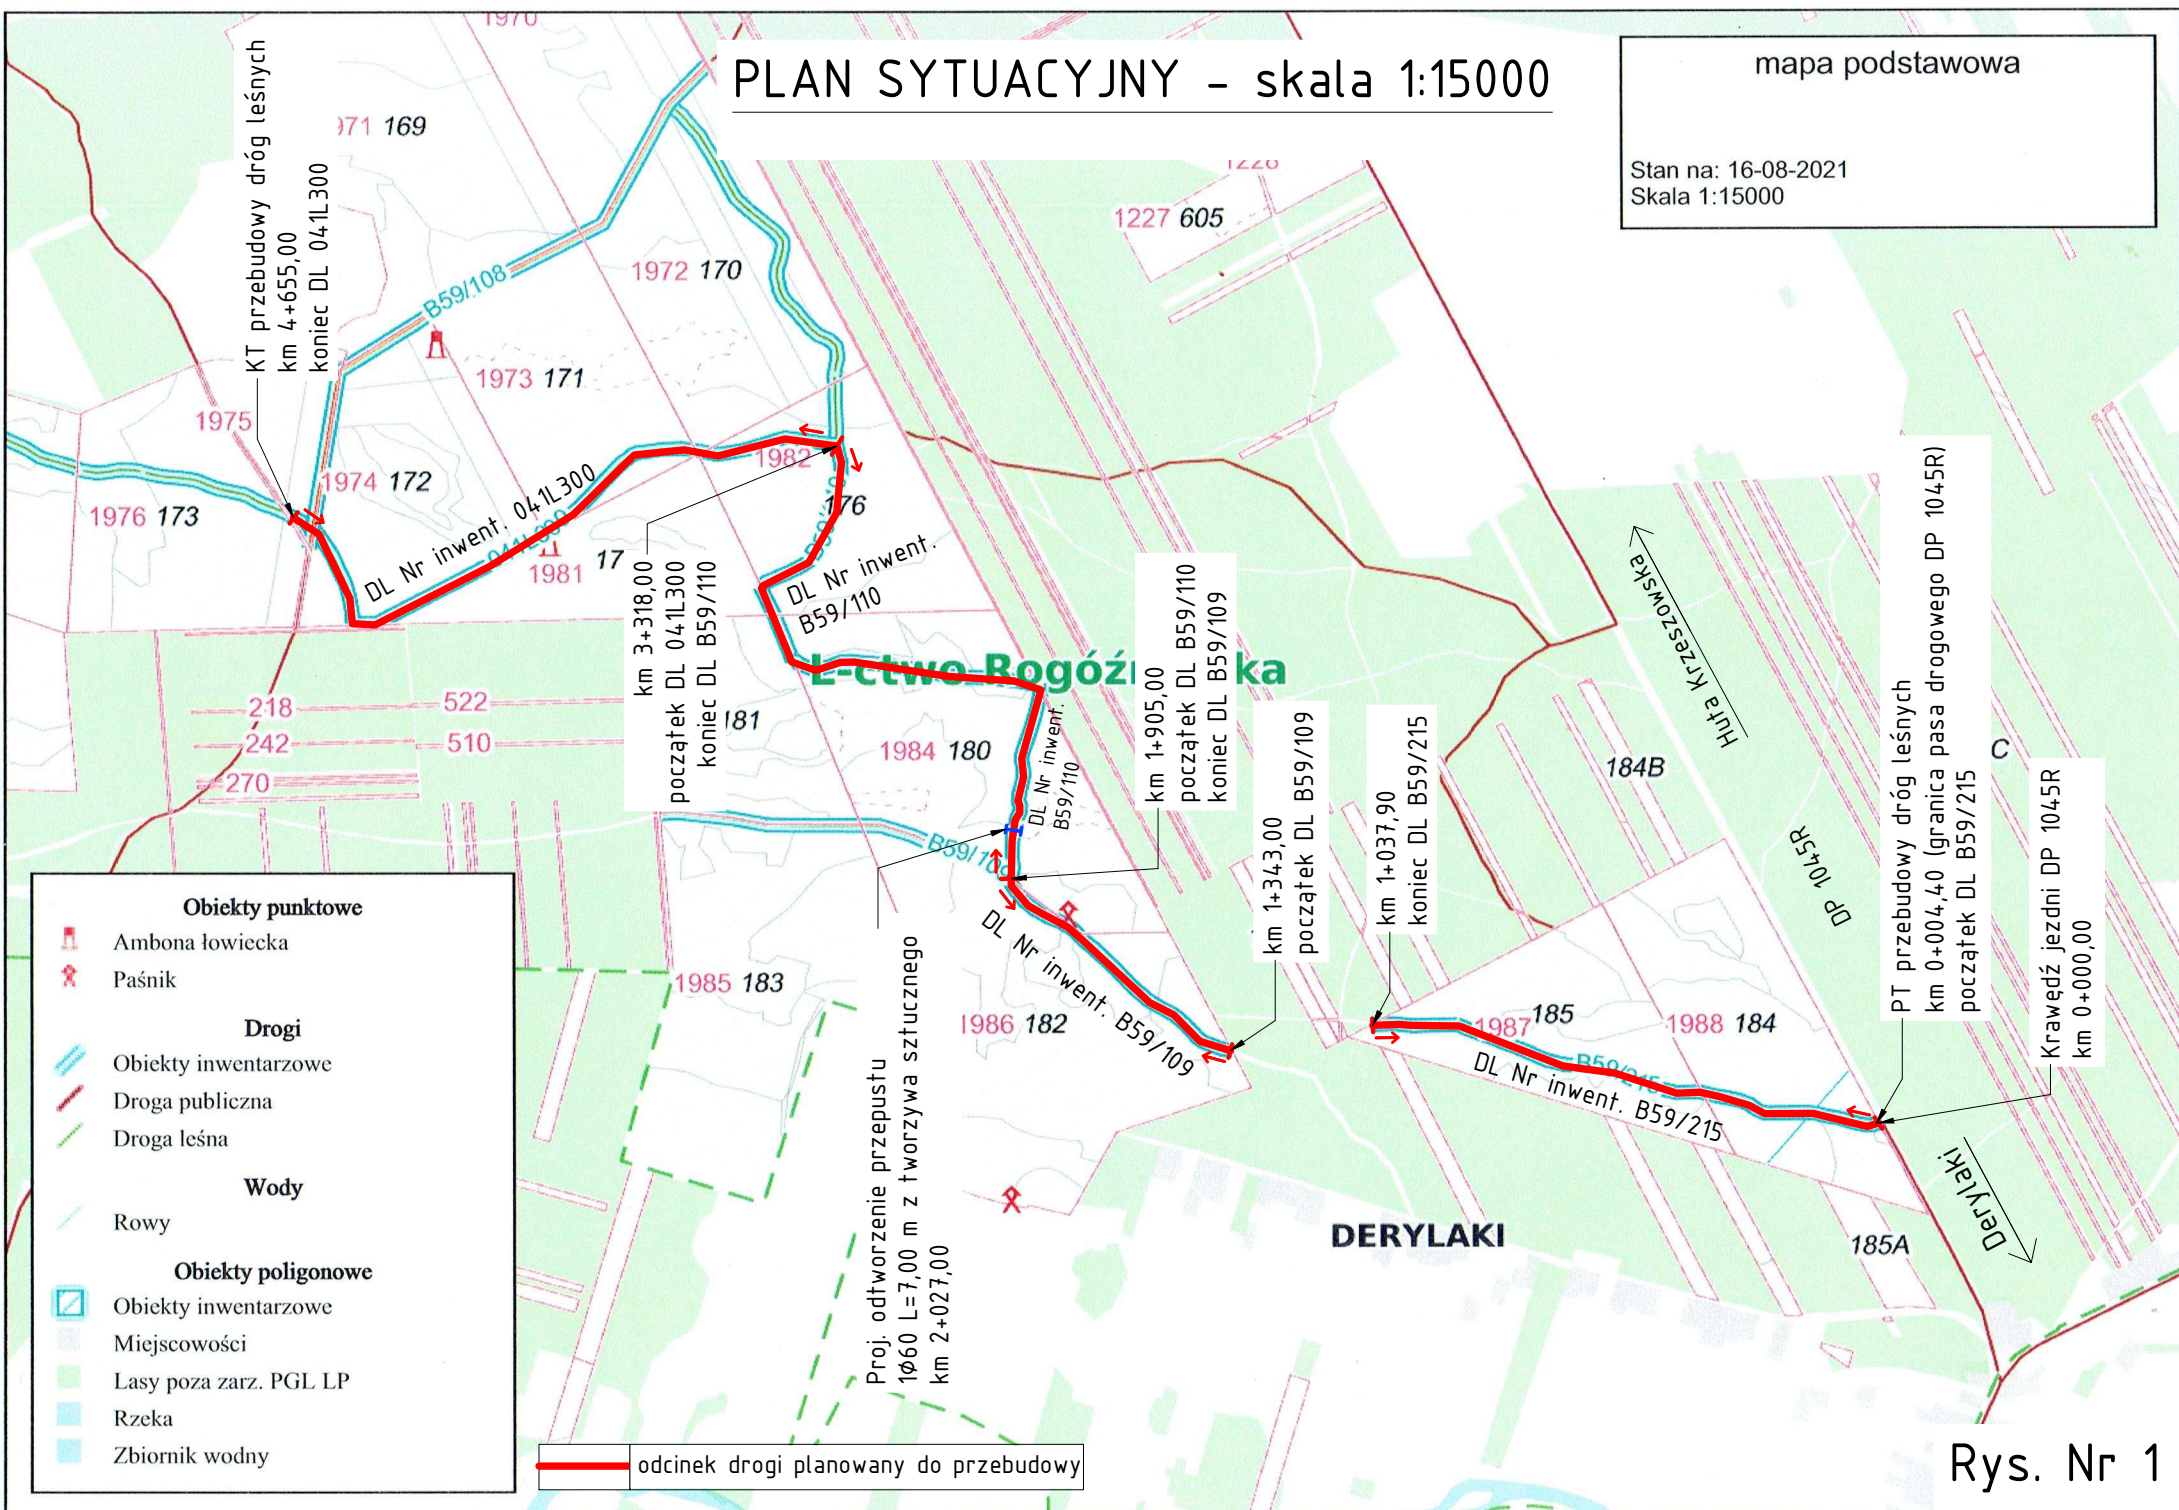 PLAN SYTUACYJNY - skala 1:15000
mapa podstawowa
Stan na: 16-08-2021
Skala 1:15000
1970
971 169
KT przebudowy dróg leśnych
km 4+655,00
koniec DL 041L300
B59/108
1972 170
1228
1227 605
1973 171
1975
1974 172
1976 173
1982
176
DL Nr inwent. 041L300
041L300
1981
17
km 3+318,00
początek DL 041L300
koniec DL B59/110
DL Nr inwent.
B59/110
L-ctwo Rogóź
ka
218
522
242
510
270
181
1984 180
DL Nr inwent.
B59/110
km 1+905,00
początek DL B59/110
koniec DL B59/109
km 1+343,00
początek DL B59/109
km 1+037,90
koniec DL B59/215
Huta Krzeszowska
184B
DP 1045R
C
PT przebudowy dróg leśnych
km 0+004,40 (granica pasa drogowego DP 1045R)
początek DL B59/215
Krawędź jezdni DP 1045R
km 0+000,00
B59/109
DL Nr inwent. B59/109
1985 183
1986 182
1987 185
1988 184
B59/215
DL Nr inwent. B59/215
Proj. odtworzenie przepustu
1ϕ60 L=7,00 m z tworzywa sztucznego
km 2+027,00
DERYLAKI
185A
Derylaki
Obiekty punktowe
Ambona łowiecka
Paśnik
Drogi
Obiekty inwentarzowe
Droga publiczna
Droga leśna
Wody
Rowy
Obiekty poligonowe
Obiekty inwentarzowe
Miejscowości
Lasy poza zarz. PGL LP
Rzeka
Zbiornik wodny
odcinek drogi planowany do przebudowy
Rys. Nr 1